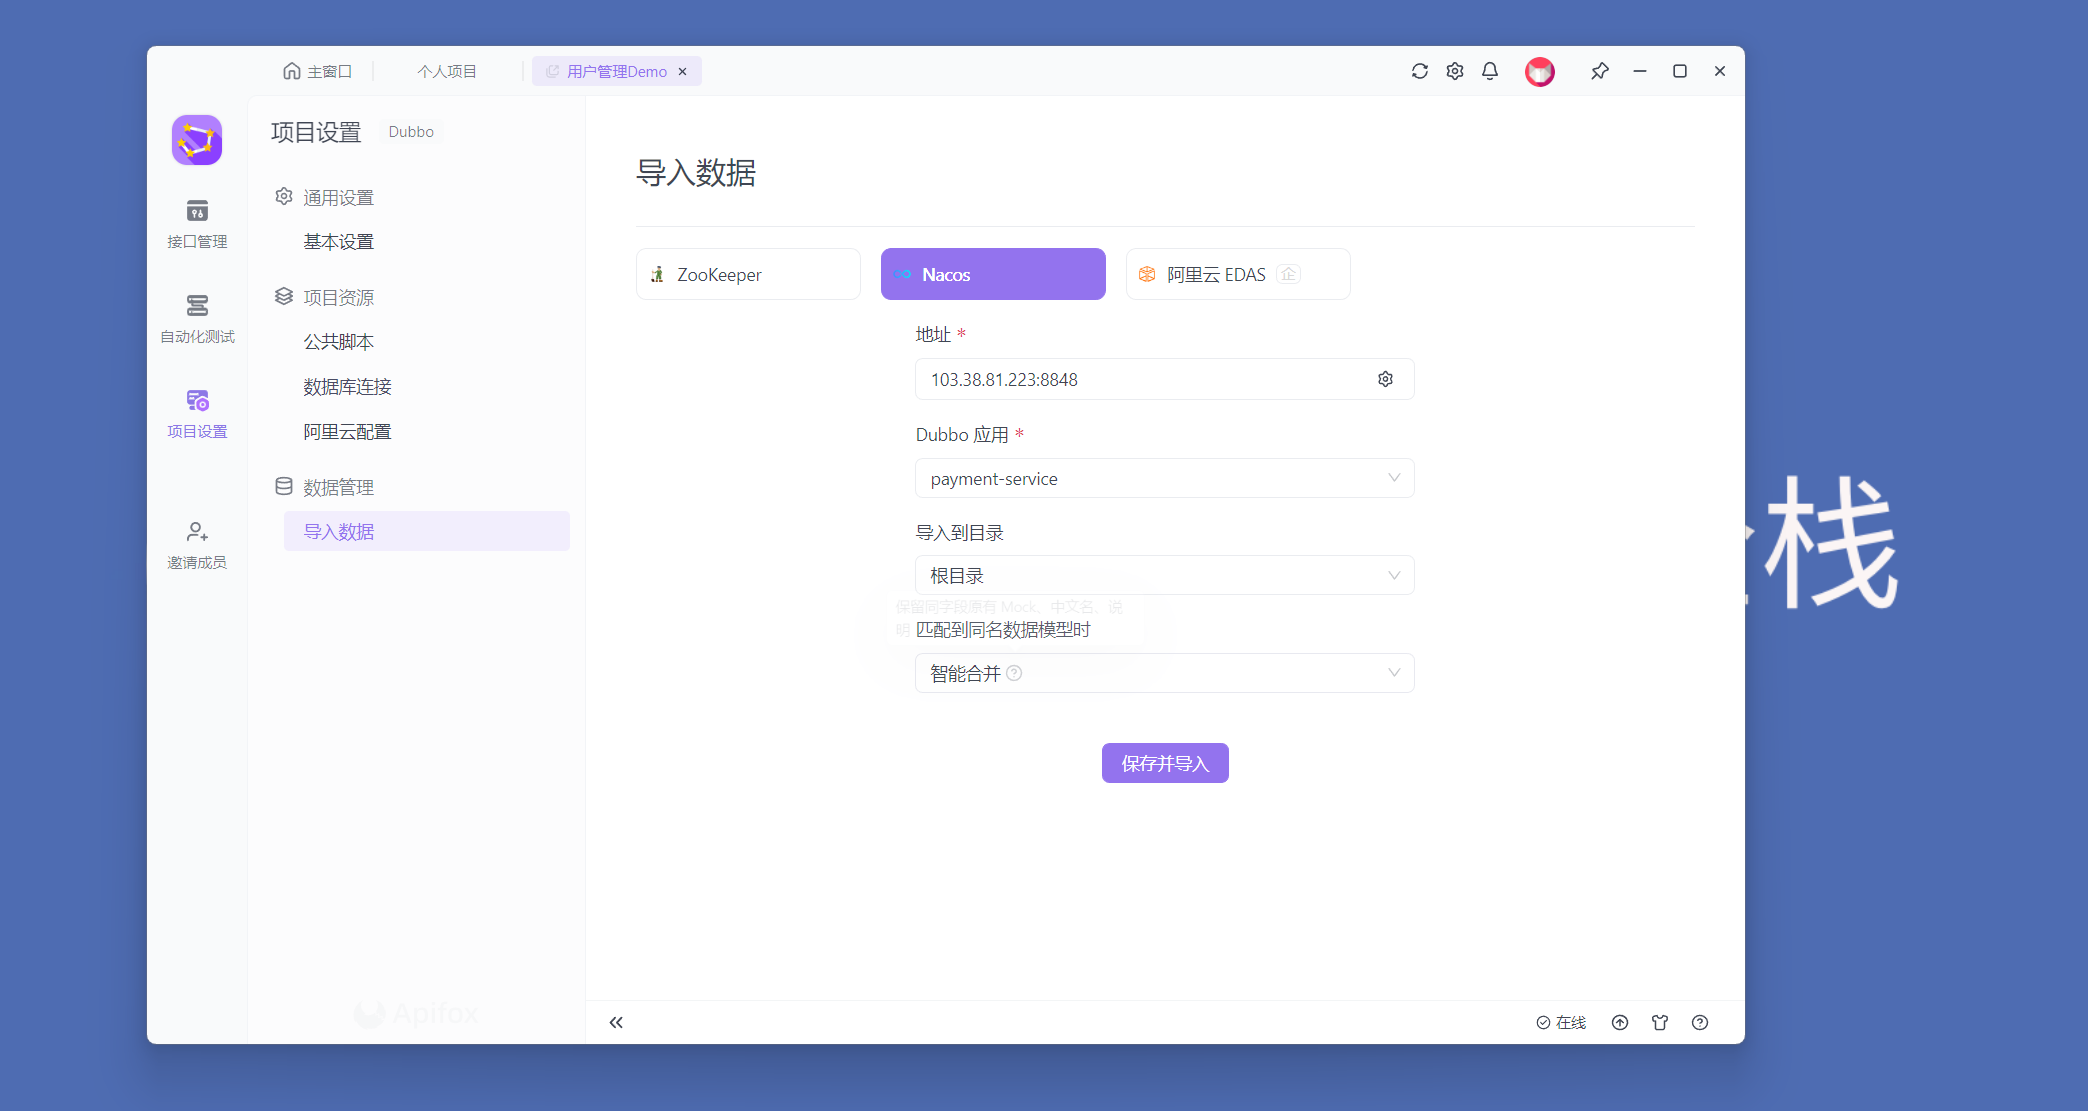 主窗口
个人项目
用户管理Demo
接口管理
自动化测试
项目设置
邀请成员
项目设置 Dubbo
通用设置
基本设置
项目资源
公共脚本
数据库连接
阿里云配置
数据管理
导入数据
Apifox
导入数据
ZooKeeper
Nacos
阿里云 EDAS 企
地址 *
103.38.81.223:8848
Dubbo 应用 *
payment-service
导入到目录
根目录
保留同字段原有 Mock、中文名、说
明
匹配到同名数据模型时
智能合并
保存并导入
在线
栈